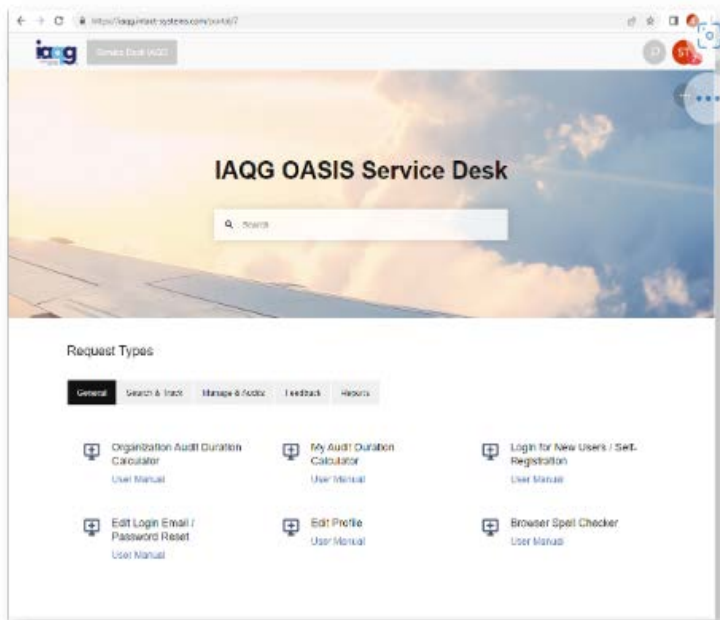 iaqg
Service Desk IAQG
ST
IAQG OASIS Service Desk
Search
Request Types
General Search & Track Manage & Audits Feedback Reports
Organization Audit Duration
Calculator
User Manual
My Audit Duration
Calculator
User Manual
Login for New Users / Self-
Registration
User Manual
Edit Login Email /
Password Reset
User Manual
Edit Profile
User Manual
Browser Spell Checker
User Manual